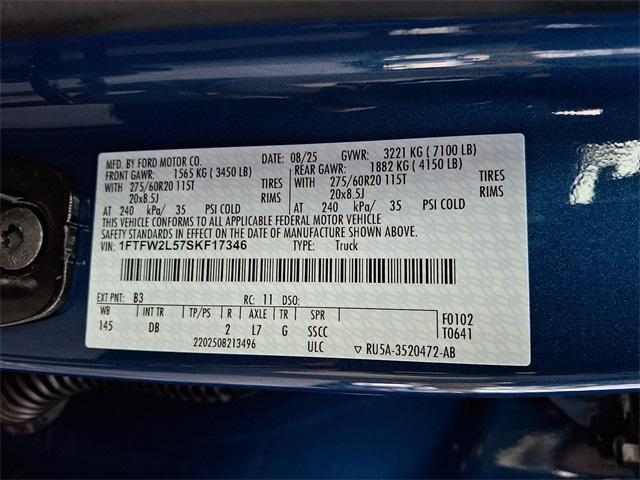 MFD. BY FORD MOTOR CO. DATE: 08/25 GVWR: 3221 KG ( 7100 LB)
FRONT GAWR: 1565 KG ( 3450 LB) REAR GAWR: 1882 KG ( 4150 LB)
WITH 275/60R20 115T TIRES WITH 275/60R20 115T TIRES
20x8.5J RIMS 20x8.5J RIMS
AT 240 kPa/ 35 PSI COLD AT 240 kPa/ 35 PSI COLD
THIS VEHICLE CONFORMS TO ALL APPLICABLE FEDERAL MOTOR VEHICLE
SAFETY STANDARDS IN EFFECT ON THE DATE OF MANUFACTURE SHOWN ABOVE.
VIN: 1FTFW2L57SKF17346 TYPE: Truck
EXT PNT: B3 RC: 11 DSO:
WB INT TR TP/PS R AXLE TR SPR F0102
145 DB 2 L7 G SSCC T0641
2202508213496 ULC ▽ RU5A-3520472-AB